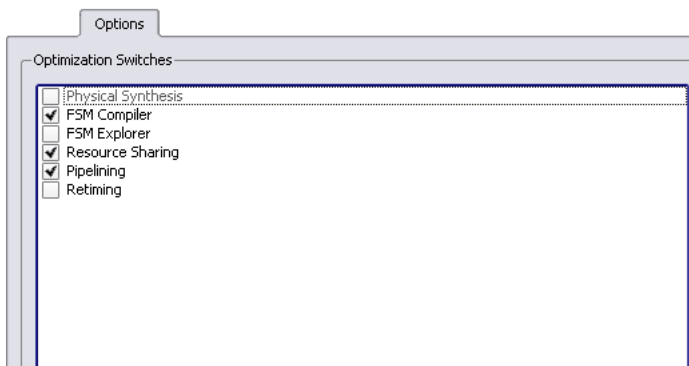 Options
Optimization Switches
Physical Synthesis
FSM Compiler
FSM Explorer
Resource Sharing
Pipelining
Retiming